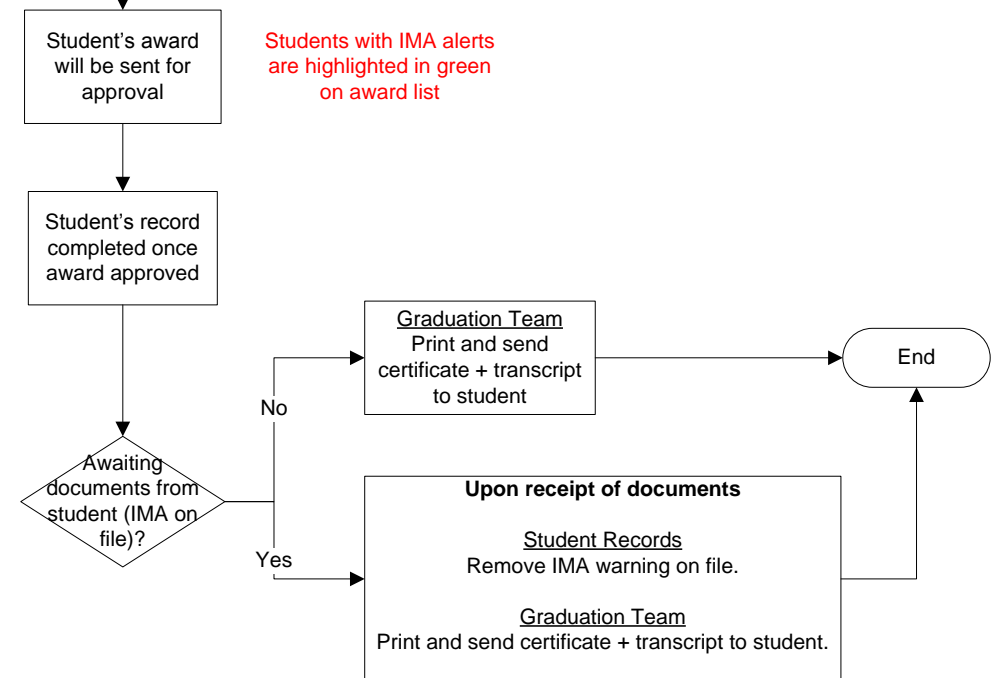 Student’s award
will be sent for
approval
Students with IMA alerts
are highlighted in green
on award list
Student’s record
completed once
award approved
Graduation Team
Print and send
certificate + transcript
to student
End
No
Awaiting
documents from
student (IMA on
file)?
Yes
Upon receipt of documents
Student Records
Remove IMA warning on file.
Graduation Team
Print and send certificate + transcript to student.